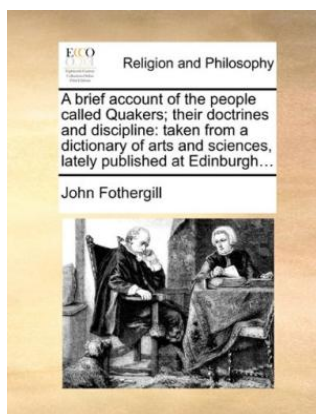 ECCO
Religion and Philosophy
A brief account of the people
called Quakers; their doctrines
and discipline: taken from a
dictionary of arts and sciences,
lately published at Edinburgh...
John Fothergill